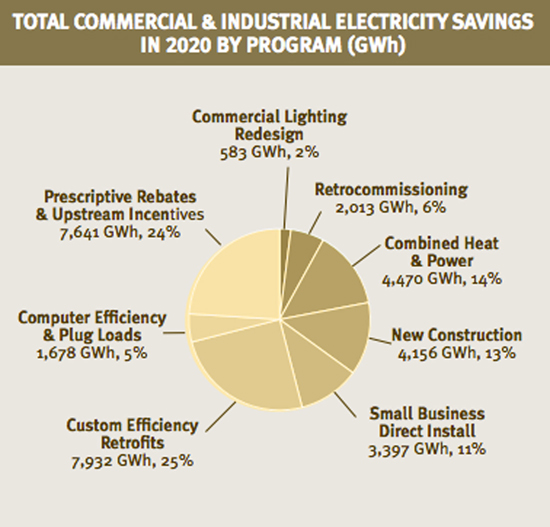 TOTAL COMMERCIAL & INDUSTRIAL ELECTRICITY SAVINGS
IN 2020 BY PROGRAM (GWh)
Commercial Lighting
Redesign
583 GWh, 2%
Retrocommissioning
2,013 GWh, 6%
Combined Heat
& Power
4,470 GWh, 14%
New Construction
4,156 GWh, 13%
Small Business
Direct Install
3,397 GWh, 11%
Custom Efficiency
Retrofits
7,932 GWh, 25%
Computer Efficiency
& Plug Loads
1,678 GWh, 5%
Prescriptive Rebates
& Upstream Incentives
7,641 GWh, 24%